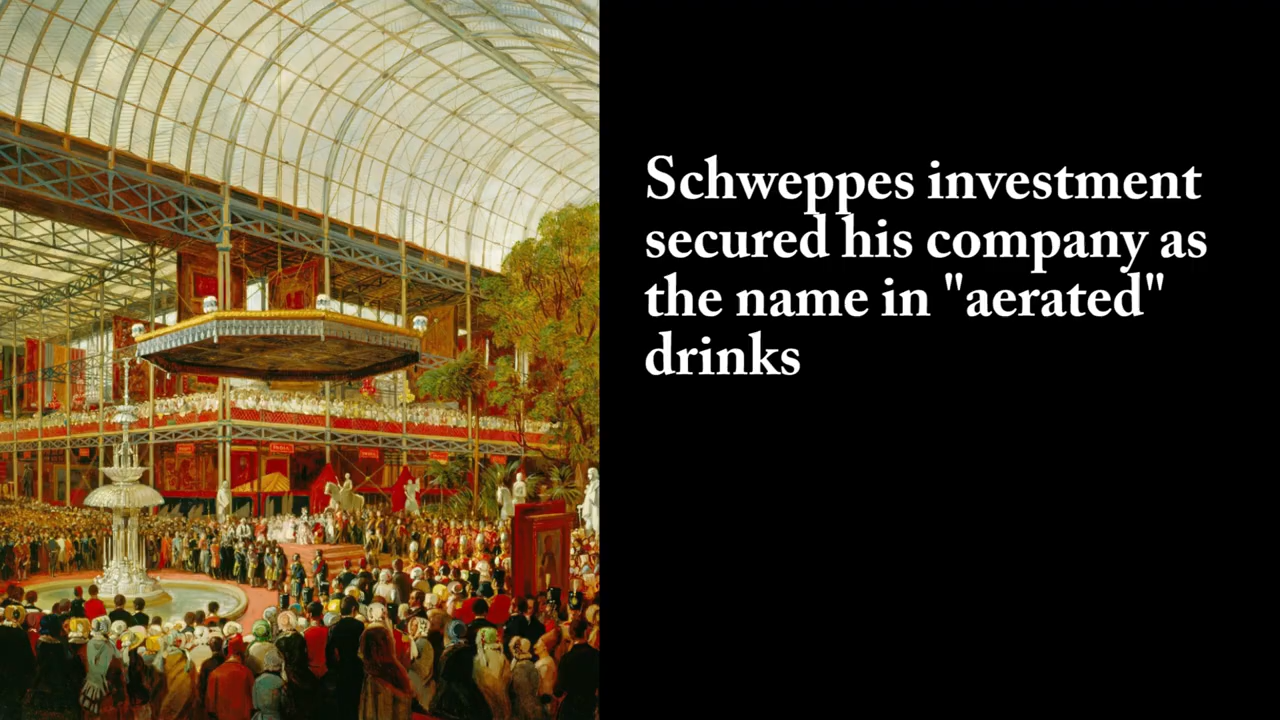 Schweppes investment
secured his company as
the name in "aerated"
drinks